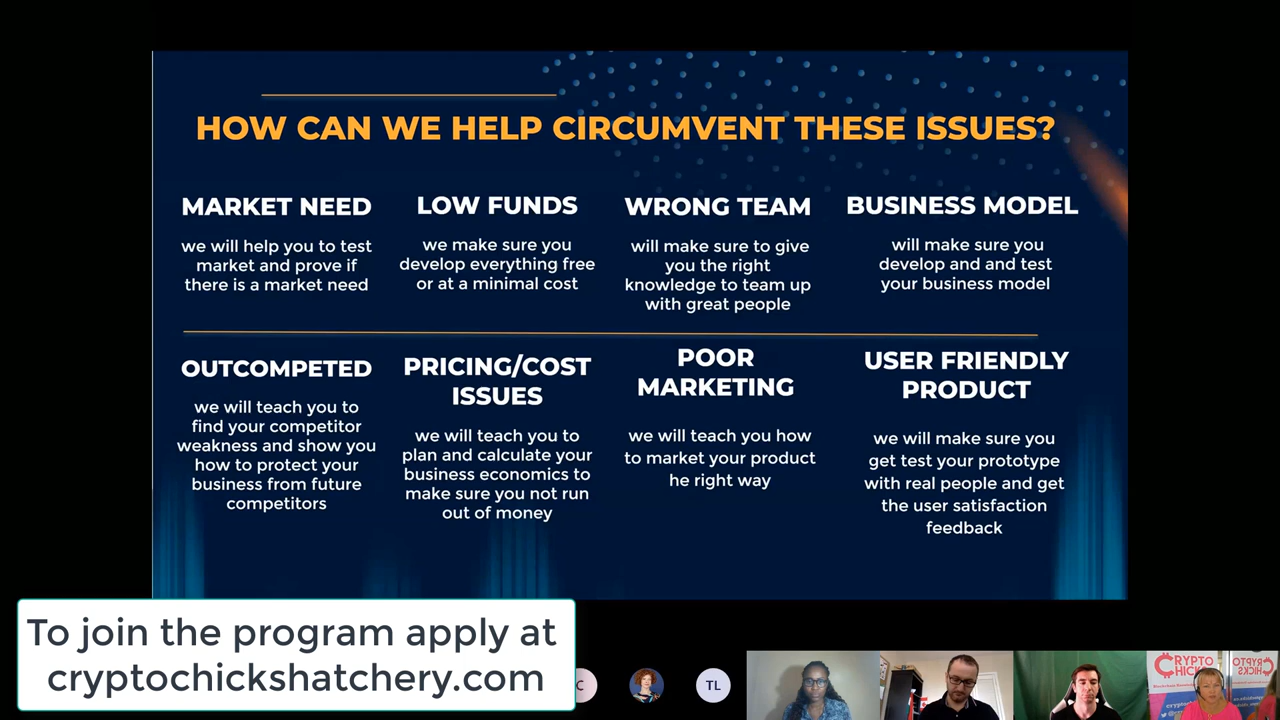 HOW CAN WE HELP CIRCUMVENT THESE ISSUES?
MARKET NEED
we will help you to test
market and prove if
there is a market need
LOW FUNDS
we make sure you
develop everything free
or at a minimal cost
WRONG TEAM
will make sure to give
you the right
knowledge to team up
with great people
BUSINESS MODEL
will make sure you
develop and and test
your business model
OUTCOMPETED
we will teach you to
find your competitor
weakness and show you
how to protect your
business from future
competitors
PRICING/COST
ISSUES
we will teach you to
plan and calculate your
business economics to
make sure you not run
out of money
POOR
MARKETING
we will teach you how
to market your product
he right way
USER FRIENDLY
PRODUCT
we will make sure you
get test your prototype
with real people and get
the user satisfaction
feedback
To join the program apply at
cryptochickshatchery.com
C
TL
CRYPTO
CHICKS
CRYPTO
CHICKS